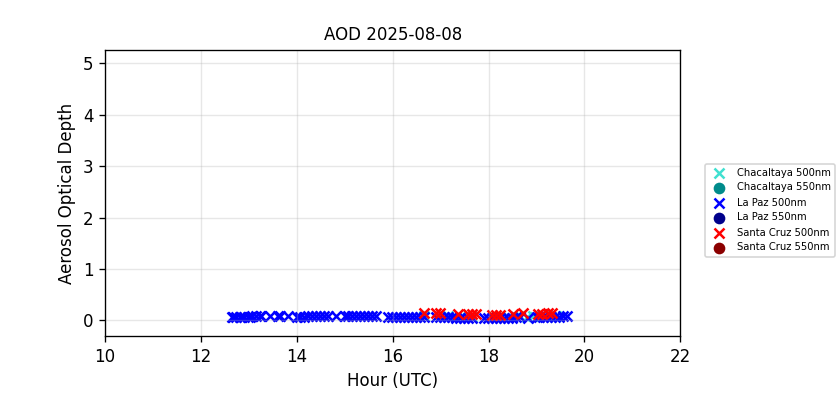 AOD 2025-08-08
Aerosol Optical Depth
5
4
3
2
1
0
10 12 14 16 18 20 22
Hour (UTC)
Chacaltaya 500nm
Chacaltaya 550nm
La Paz 500nm
La Paz 550nm
Santa Cruz 500nm
Santa Cruz 550nm